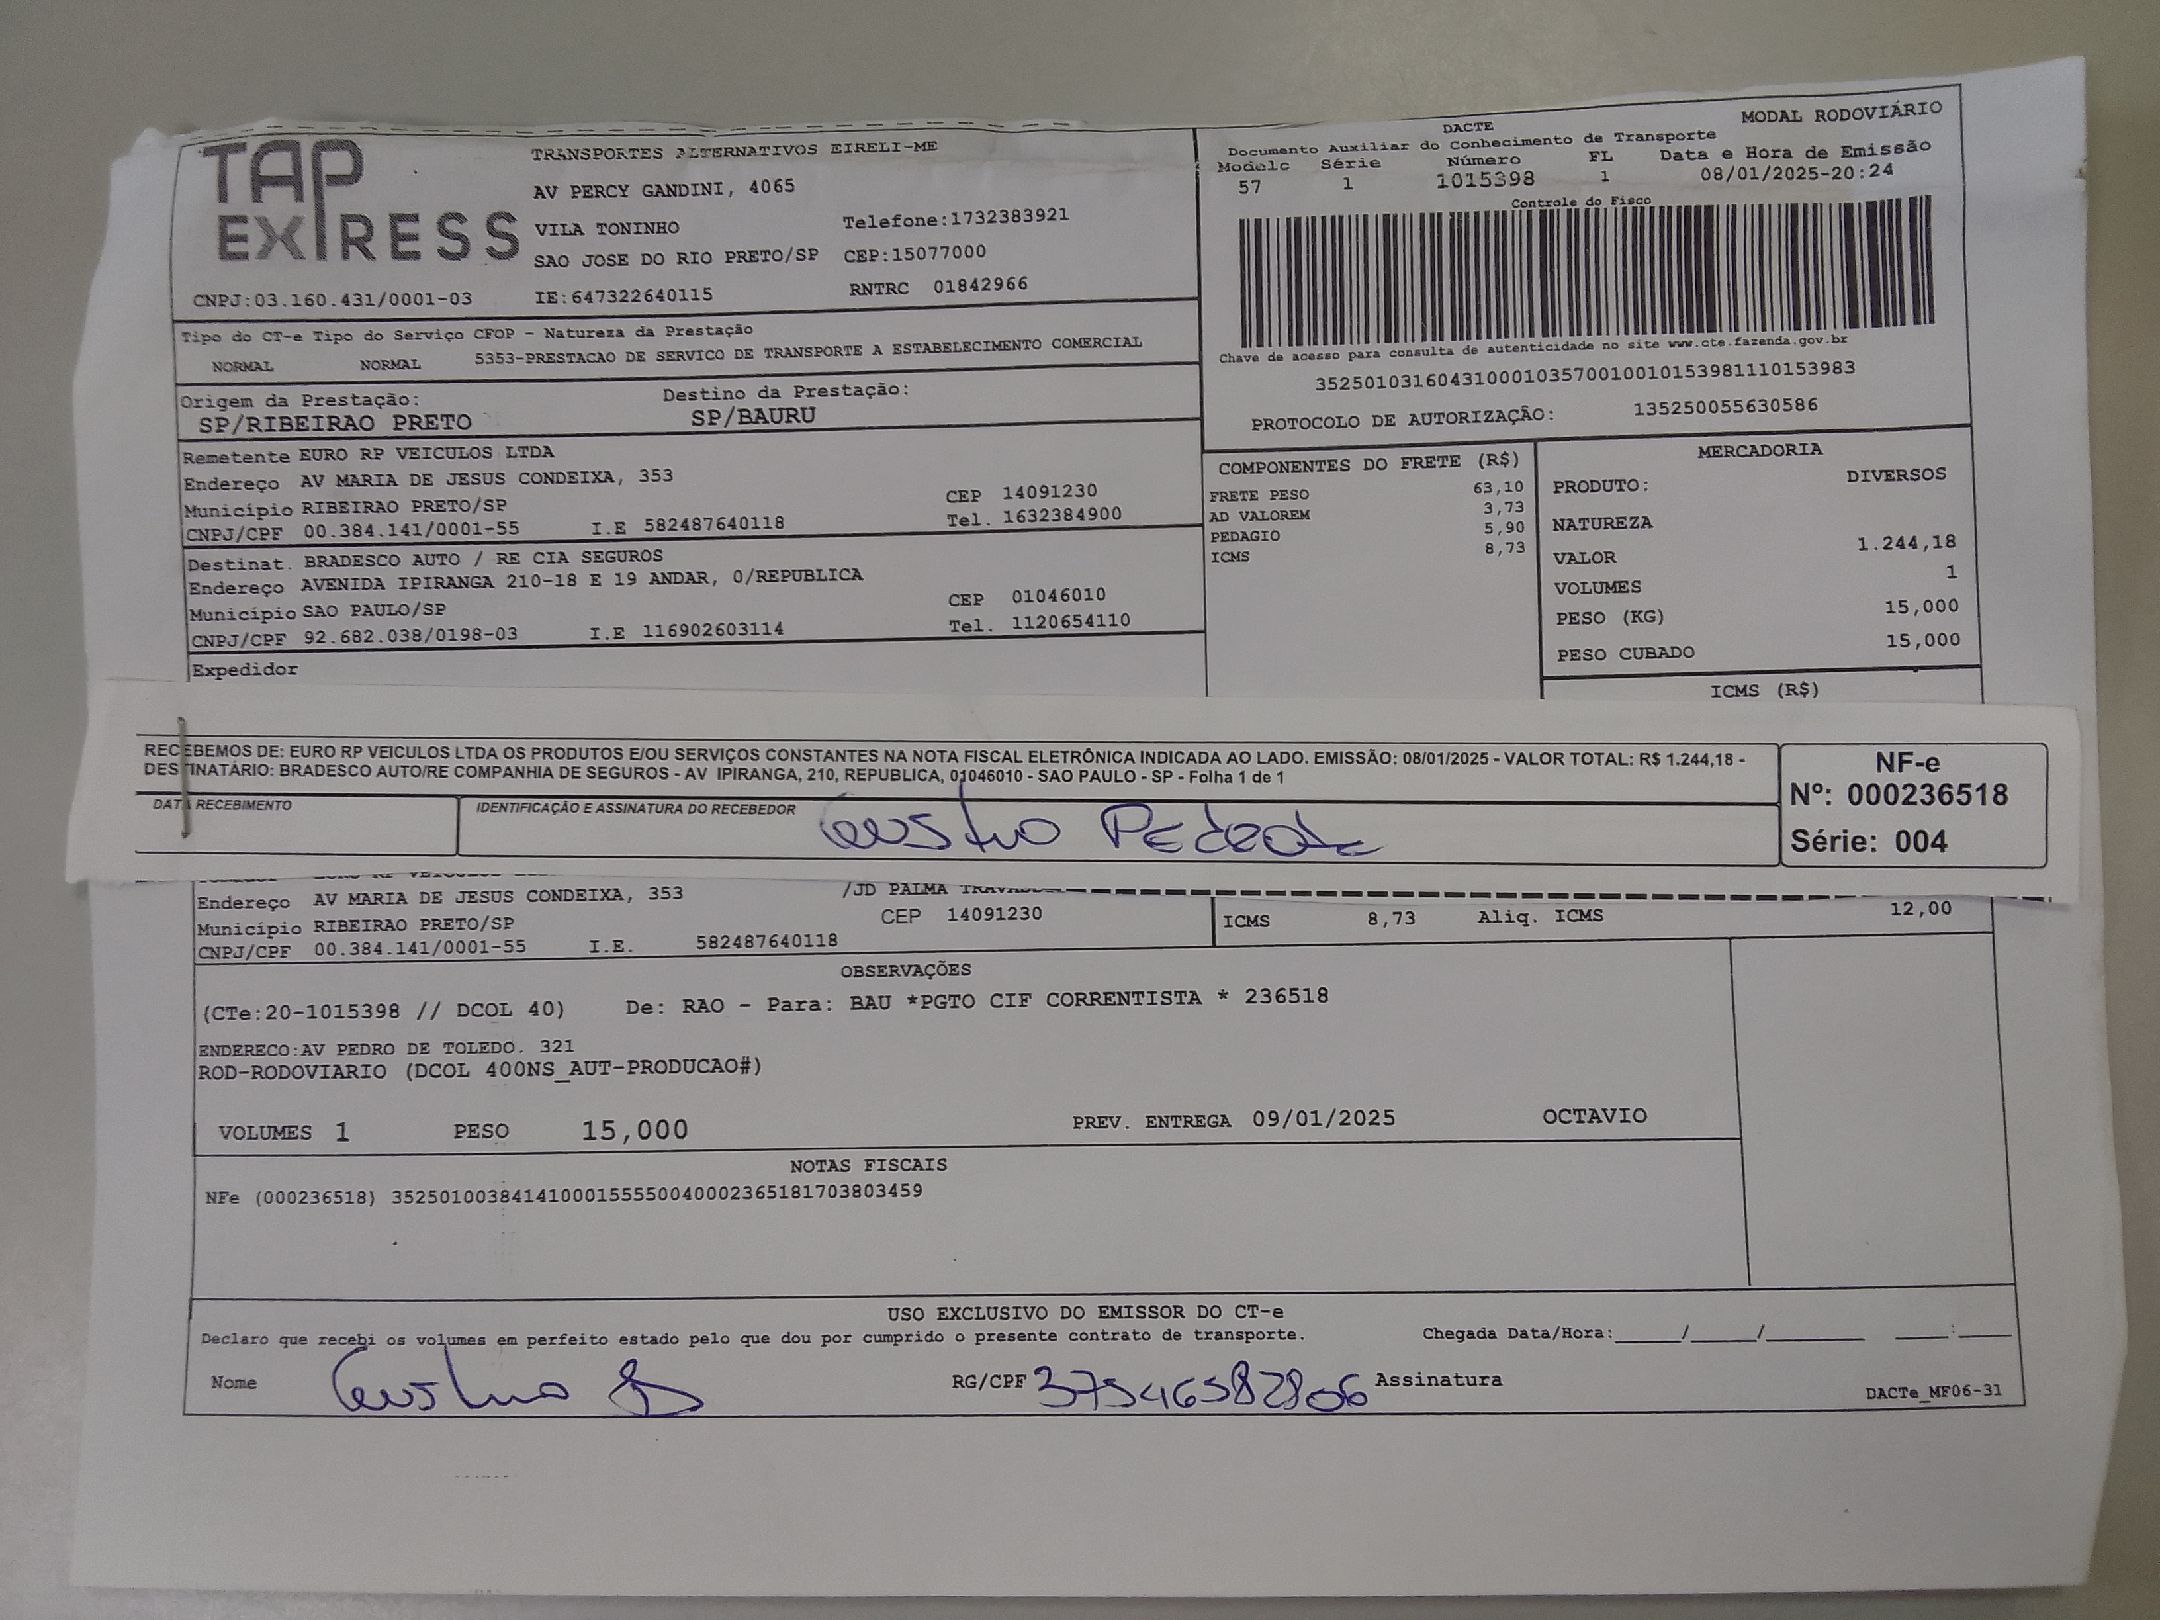 TAP EXPRESS
TRANSPORTES ALTERNATIVOS EIRELI-ME
AV PERCY GANDINI, 4065
VILA TONINHO Telefone:1732383921
SAO JOSE DO RIO PRETO/SP CEP:15077000
CNPJ:03.160.431/0001-03 IE:647322640115 RNTRC 01842966
MODAL RODOVIÁRIO
DACTE
Documento Auxiliar do Conhecimento de Transporte
Modelo Série Número FL Data e Hora de Emissão
57 1 1015398 1 08/01/2025-20:24
Controle do Fisco
Chave de acesso para consulta de autenticidade no site www.cte.fazenda.gov.br
35250103160431000103570010010153981110153983
PROTOCOLO DE AUTORIZAÇÃO: 135250055630586
Tipo do CT-e Tipo do Serviço CFOP - Natureza da Prestação
NORMAL NORMAL 5353-PRESTACAO DE SERVICO DE TRANSPORTE A ESTABELECIMENTO COMERCIAL
Origem da Prestação: Destino da Prestação:
SP/RIBEIRAO PRETO SP/BAURU
Remetente EURO RP VEICULOS LTDA
Endereço AV MARIA DE JESUS CONDEIXA, 353
Município RIBEIRAO PRETO/SP CEP 14091230
CNPJ/CPF 00.384.141/0001-55 I.E 582487640118 Tel. 1632384900
Destinat. BRADESCO AUTO / RE CIA SEGUROS
Endereço AVENIDA IPIRANGA 210-18 E 19 ANDAR, 0/REPUBLICA
Município SAO PAULO/SP CEP 01046010
CNPJ/CPF 92.682.038/0198-03 I.E 116902603114 Tel. 1120654110
Expedidor
COMPONENTES DO FRETE (R$)
FRETE PESO 63,10
AD VALOREM 3,73
PEDAGIO 5,90
ICMS 8,73
MERCADORIA
PRODUTO: DIVERSOS
NATUREZA
VALOR 1.244,18
VOLUMES 1
PESO (KG) 15,000
PESO CUBADO 15,000
ICMS (R$)
RECEBEMOS DE: EURO RP VEICULOS LTDA OS PRODUTOS E/OU SERVIÇOS CONSTANTES NA NOTA FISCAL ELETRÔNICA INDICADA AO LADO. EMISSÃO: 08/01/2025 - VALOR TOTAL: R$ 1.244,18 -
DESTINATÁRIO: BRADESCO AUTO/RE COMPANHIA DE SEGUROS - AV IPIRANGA, 210, REPUBLICA, 01046010 - SAO PAULO - SP - Folha 1 de 1
DATA RECEBIMENTO IDENTIFICAÇÃO E ASSINATURA DO RECEBEDOR
NF-e
Nº: 000236518
Série: 004
Endereço AV MARIA DE JESUS CONDEIXA, 353 /JD PALMA
Município RIBEIRAO PRETO/SP CEP 14091230
CNPJ/CPF 00.384.141/0001-55 I.E. 582487640118
ICMS 8,73 Aliq. ICMS 12,00
OBSERVAÇÕES
(CTe:20-1015398 // DCOL 40) De: RAO - Para: BAU *PGTO CIF CORRENTISTA * 236518
ENDERECO:AV PEDRO DE TOLEDO. 321
ROD-RODOVIARIO (DCOL 400NS_AUT-PRODUCAO#)
VOLUMES 1 PESO 15,000 PREV. ENTREGA 09/01/2025 OCTAVIO
NOTAS FISCAIS
NFe (000236518) 35250100384141000155550040002365181703803459
USO EXCLUSIVO DO EMISSOR DO CT-e
Declaro que recebi os volumes em perfeito estado pelo que dou por cumprido o presente contrato de transporte. Chegada Data/Hora:_____/_____/_______ ____:____
Nome RG/CPF 37546582806 Assinatura
DACTe_MF06-31